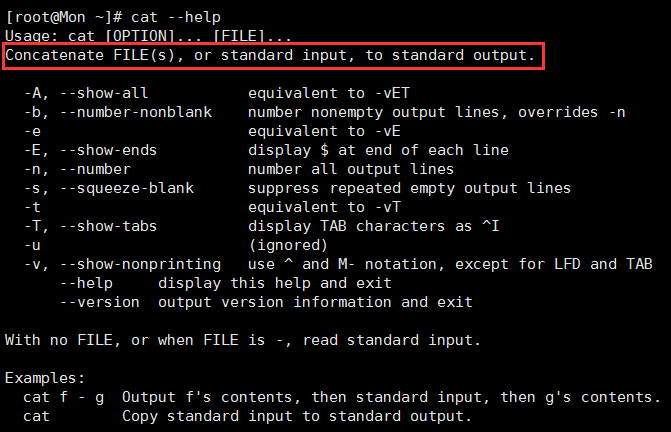 [root@Mon ~]# cat --help
Usage: cat [OPTION]... [FILE]...
Concatenate FILE(s), or standard input, to standard output.
-A, --show-all equivalent to -vET
-b, --number-nonblank number nonempty output lines, overrides -n
-e equivalent to -vE
-E, --show-ends display $ at end of each line
-n, --number number all output lines
-s, --squeeze-blank suppress repeated empty output lines
-t equivalent to -vT
-T, --show-tabs display TAB characters as ^I
-u (ignored)
-v, --show-nonprinting use ^ and M- notation, except for LFD and TAB
--help display this help and exit
--version output version information and exit
With no FILE, or when FILE is -, read standard input.
Examples:
cat f - g Output f's contents, then standard input, then g's contents.
cat Copy standard input to standard output.